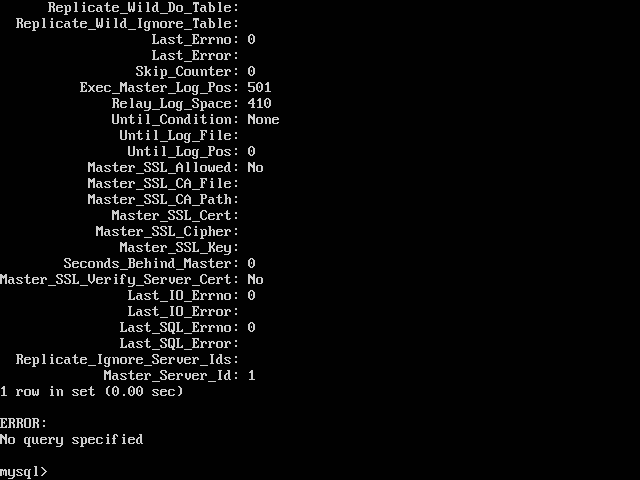 Replicate_Wild_Do_Table:
Replicate_Wild_Ignore_Table:
Last_Errno: 0
Last_Error:
Skip_Counter: 0
Exec_Master_Log_Pos: 501
Relay_Log_Space: 410
Until_Condition: None
Until_Log_File:
Until_Log_Pos: 0
Master_SSL_Allowed: No
Master_SSL_CA_File:
Master_SSL_CA_Path:
Master_SSL_Cert:
Master_SSL_Cipher:
Master_SSL_Key:
Seconds_Behind_Master: 0
Master_SSL_Verify_Server_Cert: No
Last_IO_Errno: 0
Last_IO_Error:
Last_SQL_Errno: 0
Last_SQL_Error:
Replicate_Ignore_Server_Ids:
Master_Server_Id: 1
1 row in set (0.00 sec)
ERROR:
No query specified
mysql>